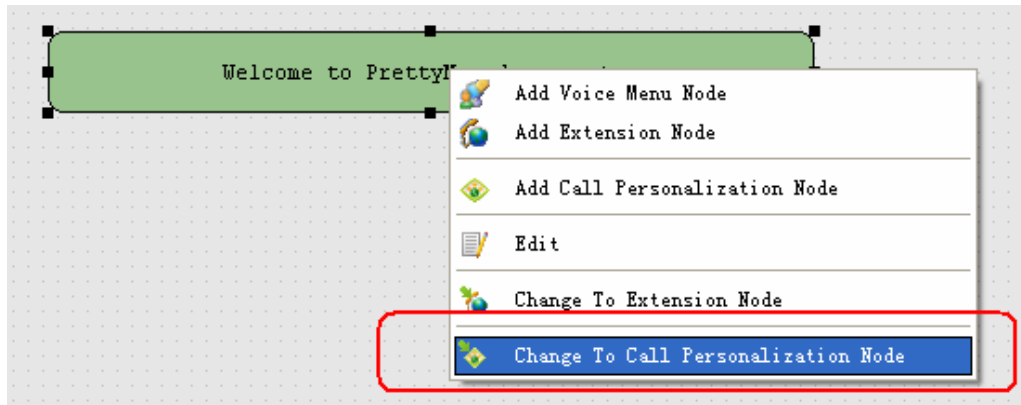 Welcome to
Add Voice Menu Node
Add Extension Node
Add Call Personalization Node
Edit
Change To Extension Node
Change To Call Personalization Node